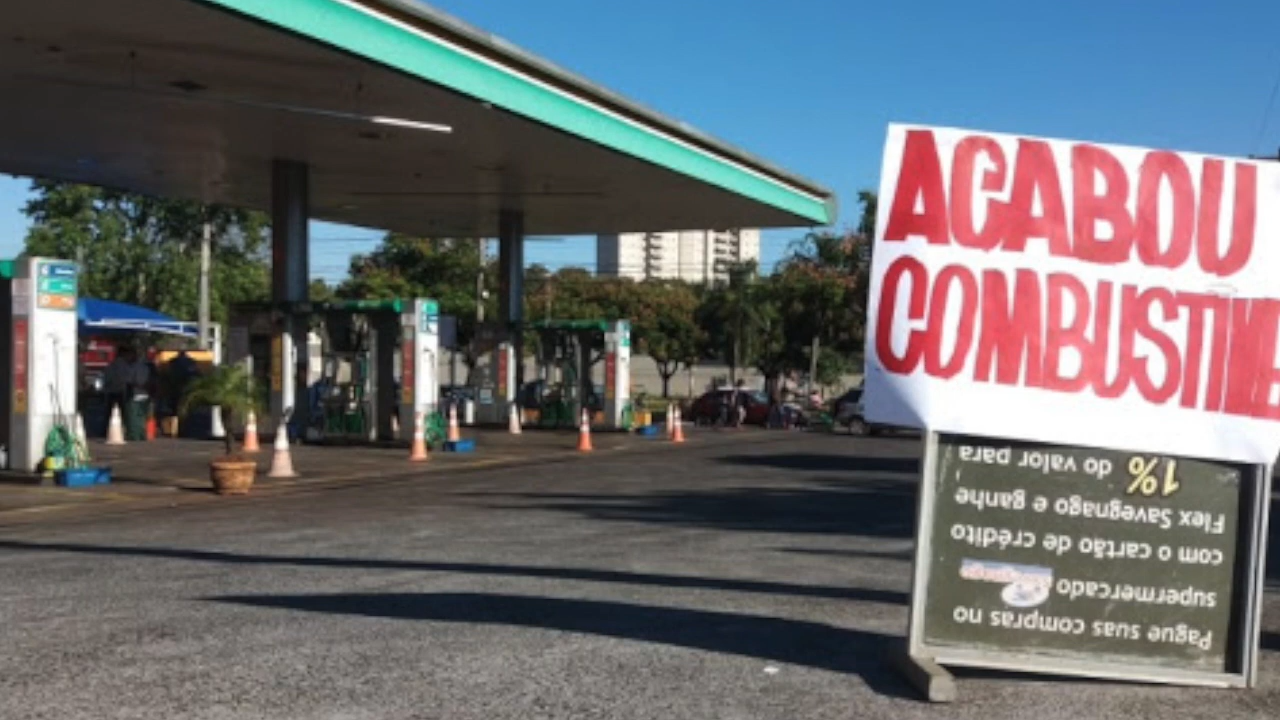 ACABOU
COMBUSTIVE
Pague suas compras no
supermercado
com o cartão de crédito
Flex Savegnago e ganhe
1% do valor para